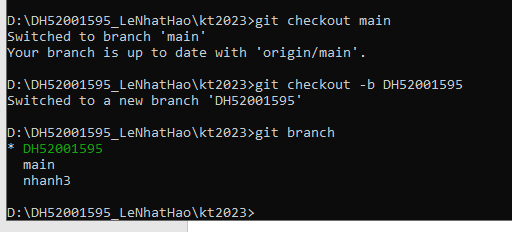 D:\DH52001595_LeNhatHao\kt2023>git checkout main
Switched to branch 'main'
Your branch is up to date with 'origin/main'.
D:\DH52001595_LeNhatHao\kt2023>git checkout -b DH52001595
Switched to a new branch 'DH52001595'
D:\DH52001595_LeNhatHao\kt2023>git branch
* DH52001595
main
nhanh3
D:\DH52001595_LeNhatHao\kt2023>